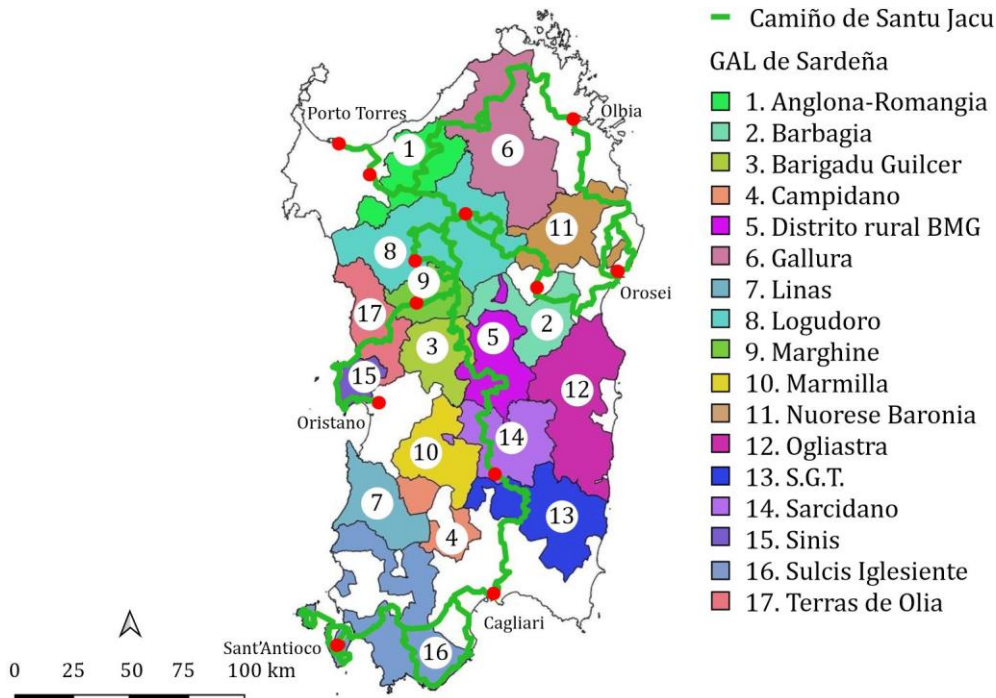 Camiño de Santu Jacu
GAL de Sardeña
1. Anglona-Romangia
2. Barbagia
3. Barigadu Guilcer
4. Campidano
5. Distrito rural BMG
6. Gallura
7. Linas
8. Logudoro
9. Marghine
10. Marmilla
11. Nuorese Baronia
12. Ogliastra
13. S.G.T.
14. Sarcidano
15. Sinis
16. Sulcis Iglesiente
17. Terras de Olia
Porto Torres
Olbia
1
6
11
8
9
Orosei
17
2
5
3
15
12
Oristano
14
10
7
13
4
Cagliari
Sant'Antioco
16
0 25 50 75 100 km